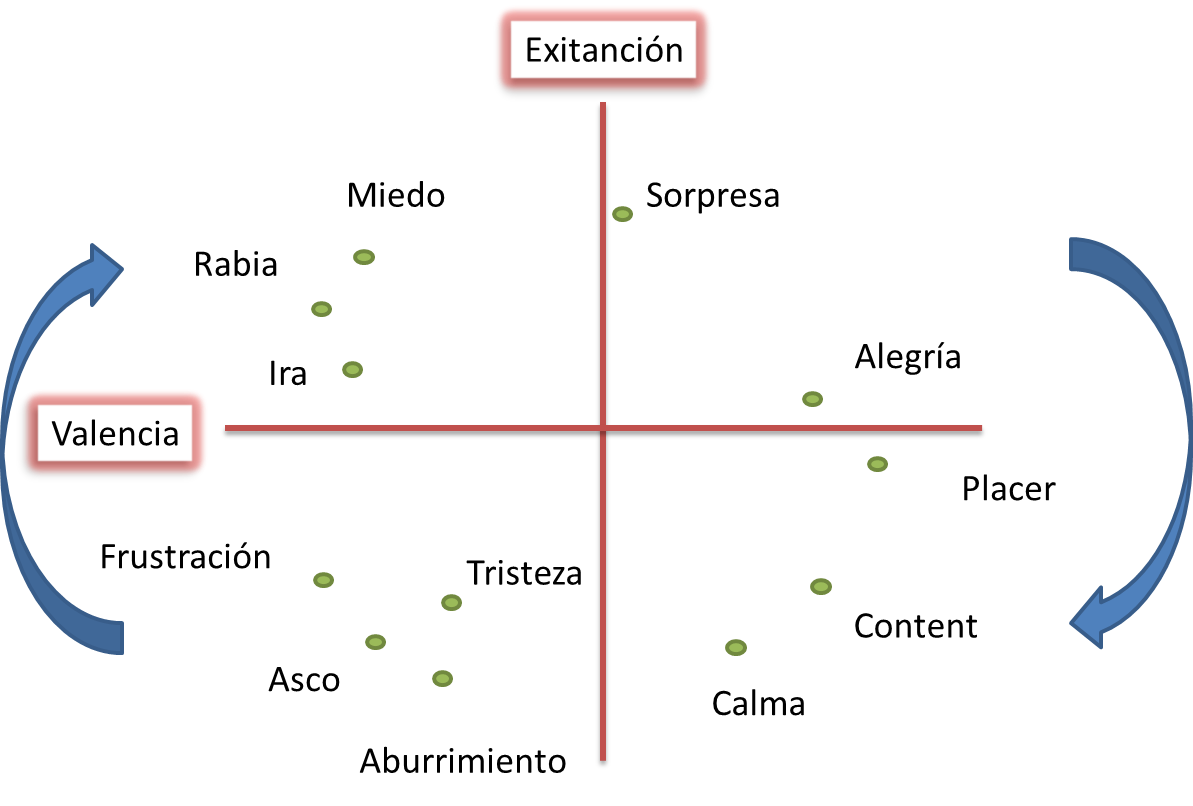 Exitanción
Miedo
Sorpresa
Rabia
Alegría
Ira
Valencia
Placer
Frustración
Tristeza
Content
Asco
Calma
Aburrimiento